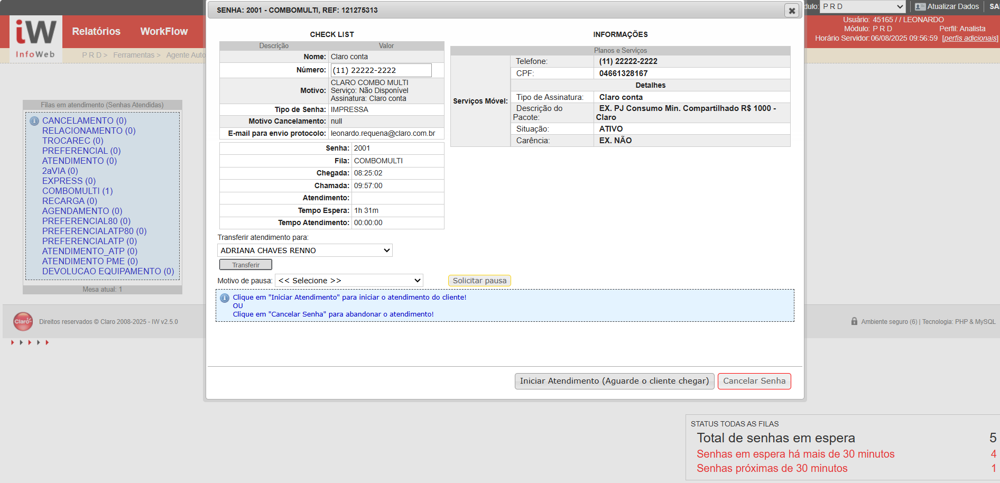 SENHA: 2001 - COMBOMULTI, REF: 121275313
dulo: P R D
Atualizar Dados
iW
InfoWeb
Relatórios
WorkFlow
Usuário: 45165 / / LEONARDO
Módulo: P R D Perfil: Analista
Horário Servidor: 06/08/2025 09:56:59 [perfis adicionais]
P R D > Ferramentas > Agente Auto
Filas em atendimento (Senhas Atendidas)
CANCELAMENTO (0)
RELACIONAMENTO (0)
TROCAREC (0)
PREFERENCIAL (0)
ATENDIMENTO (0)
2aVIA (0)
EXPRESS (0)
COMBOMULTI (1)
RECARGA (0)
AGENDAMENTO (0)
PREFERENCIAL80 (0)
PREFERENCIALATP80 (0)
PREFERENCIALATP (0)
ATENDIMENTO_ATP (0)
ATENDIMENTO PME (0)
DEVOLUCAO EQUIPAMENTO (0)
Mesa atual: 1
CHECK LIST
Descrição Valor
Nome: Claro conta
Número: (11) 22222-2222
Motivo: CLARO COMBO MULTI
Serviço: Não Disponível
Assinatura: Claro conta
Tipo de Senha: IMPRESSA
Motivo Cancelamento: null
E-mail para envio protocolo: leonardo.requena@claro.com.br
Senha: 2001
Fila: COMBOMULTI
Chegada: 08:25:02
Chamada: 09:57:00
Atendimento:
Tempo Espera: 1h 31m
Tempo Atendimento: 00:00:00
INFORMAÇÕES
Planos e Serviços
Serviços Móvel:
Telefone: (11) 22222-2222
CPF: 04661328167
Detalhes
Tipo de Assinatura: Claro conta
Descrição do Pacote: EX. PJ Consumo Min. Compartilhado R$ 1000 - Claro
Situação: ATIVO
Carência: EX. NÃO
Transferir atendimento para:
ADRIANA CHAVES RENNO
Transferir
Motivo de pausa: << Selecione >> Solicitar pausa
Clique em "Iniciar Atendimento" para iniciar o atendimento do cliente!
OU
Clique em "Cancelar Senha" para abandonar o atendimento!
Iniciar Atendimento (Aguarde o cliente chegar) Cancelar Senha
Claro
Direitos reservados © Claro 2008-2025 - IW v2.5.0
Ambiente seguro (6) | Tecnologia: PHP & MySQL
STATUS TODAS AS FILAS
Total de senhas em espera 5
Senhas em espera há mais de 30 minutos 4
Senhas próximas de 30 minutos 1